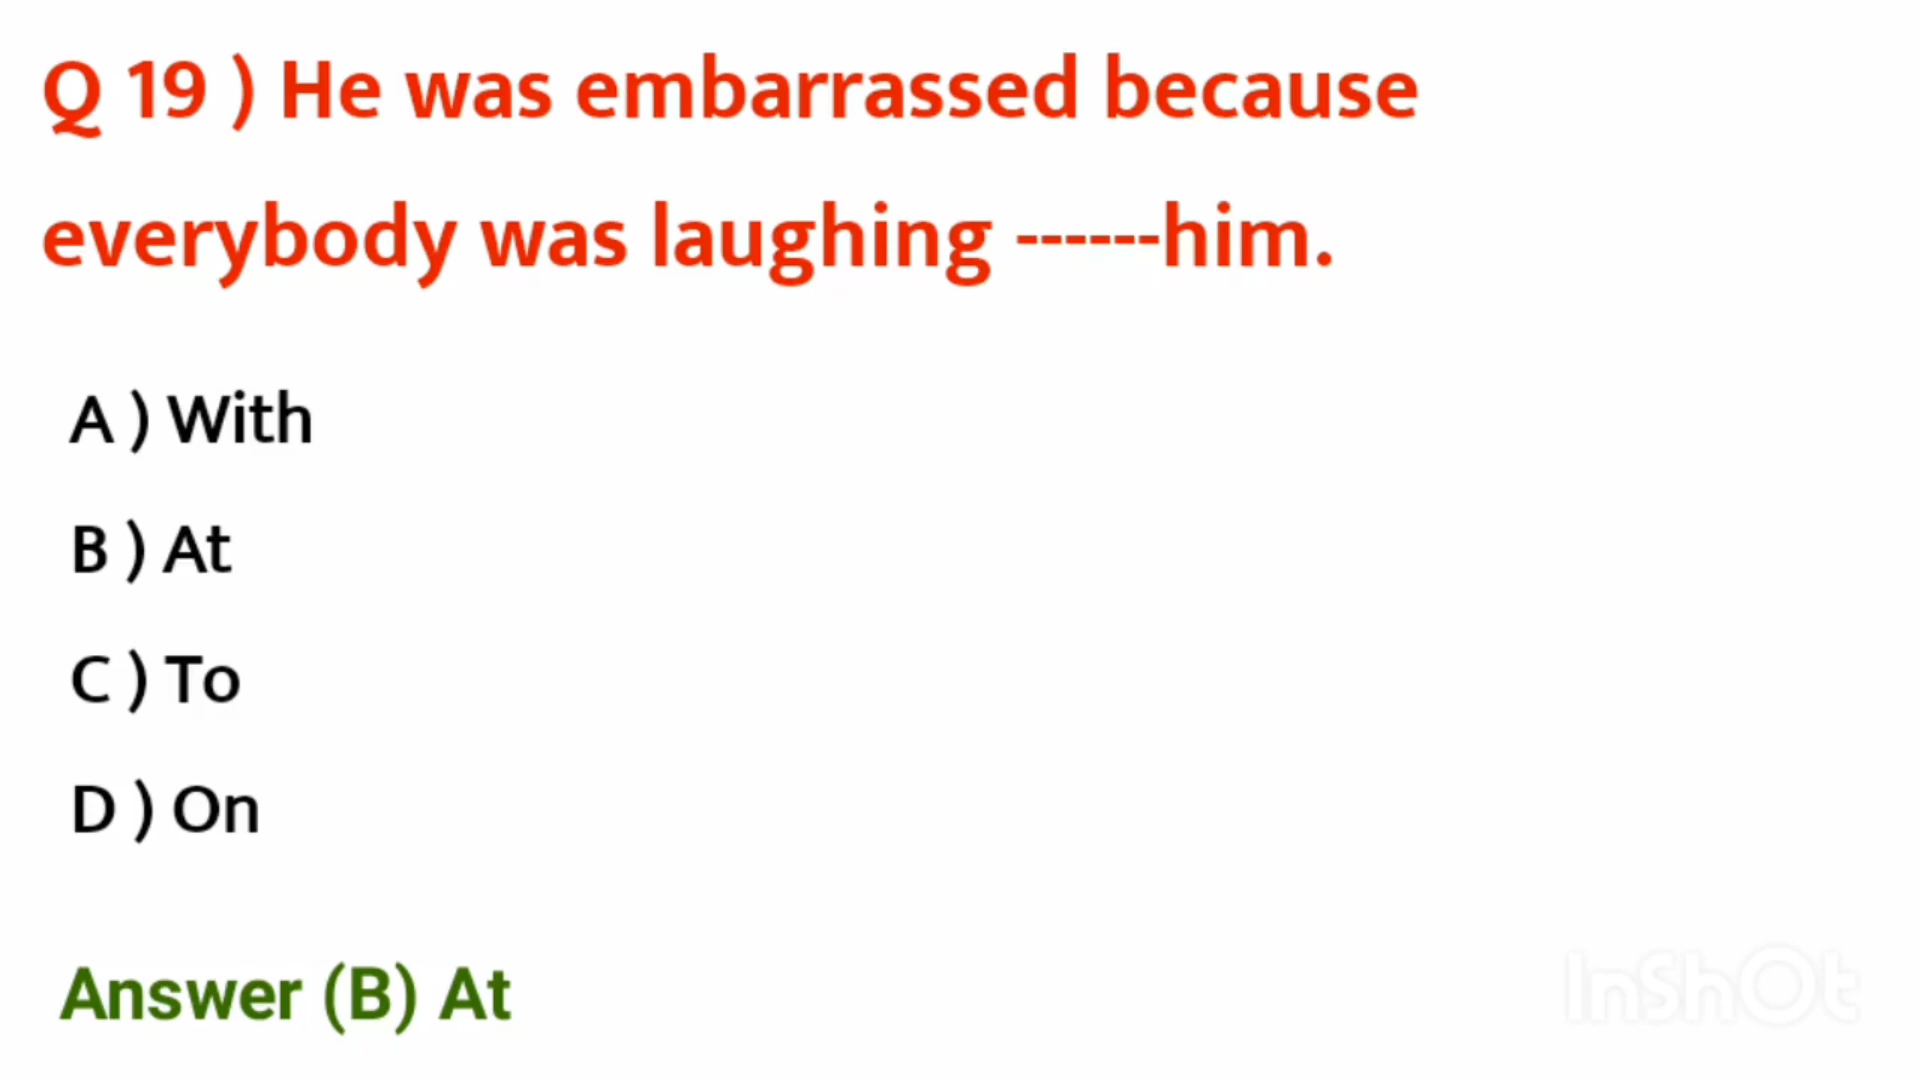 Q 19 ) He was embarrassed because
everybody was laughing ------him.
A ) With
B ) At
C ) To
D ) On
Answer (B) At
InShOt